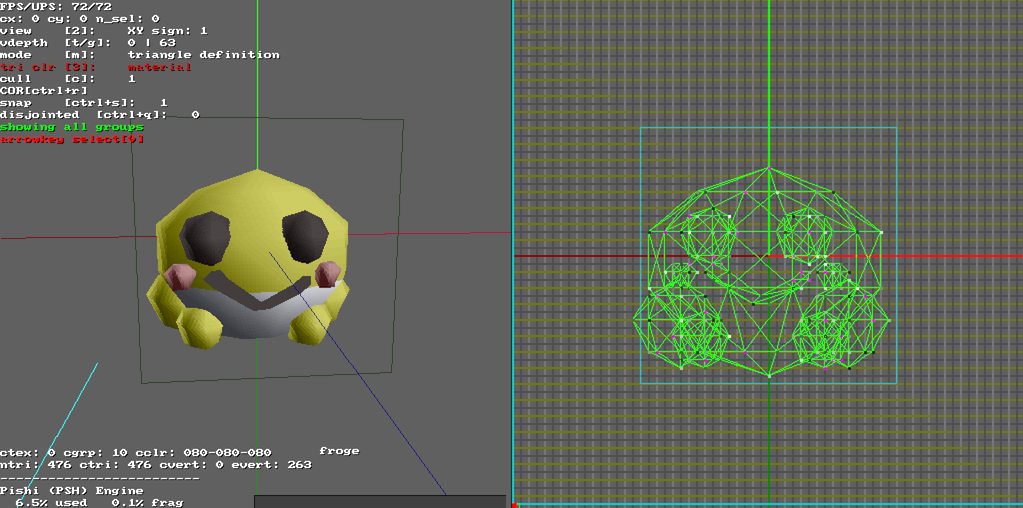 FPS/UPS: 72/72
cx: 0 cy: 0 n_sel: 0
view [2]: XY sign: 1
vdepth [t/g]: 0 | 63
mode [m]: triangle definition
tri clr [3]: material
cull [c]: 1
COR[ctrl+r]
snap [ctrl+s]: 1
disjointed [ctrl+q]: 0
showing all groups
arrowkey select[0]
ctex: 0 cgrp: 10 cclr: 080-080-080 froge
ntri: 476 ctri: 476 cvert: 0 evert: 263
-------------------------
Pishi (PSH) Engine
6.5% used 0.1% frag